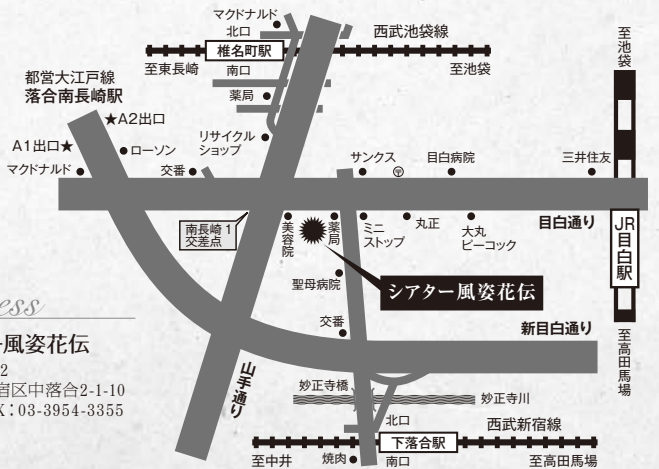 マクドナルド
北口
西武池袋線
椎名町駅
至東長崎
南口
至池袋
至池袋
都営大江戸線
落合南長崎駅
薬局
★A2出口
A1出口★
ローソン
リサイクル
ショップ
マクドナルド
交番
サンクス
〒
目白病院
三井住友
南長崎1
交差点
美容院
薬局
ミニ
ストップ
丸正
大丸
ピーコック
目白通り
JR目白駅
聖母病院
シアター風姿花伝
交番
新目白通り
至高田馬場
ess
風姿花伝
2
宿区中落合2-1-10
X：03-3954-3355
山手通り
妙正寺橋
妙正寺川
北口
西武新宿線
下落合駅
至中井
焼肉
南口
至高田馬場